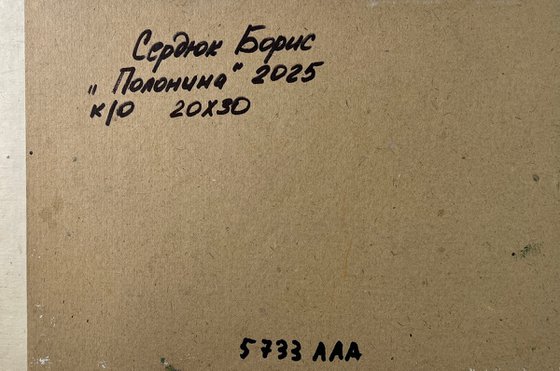 Сердюк Борис
„Полонина" 2025
к/о 20х30
5733 ААА